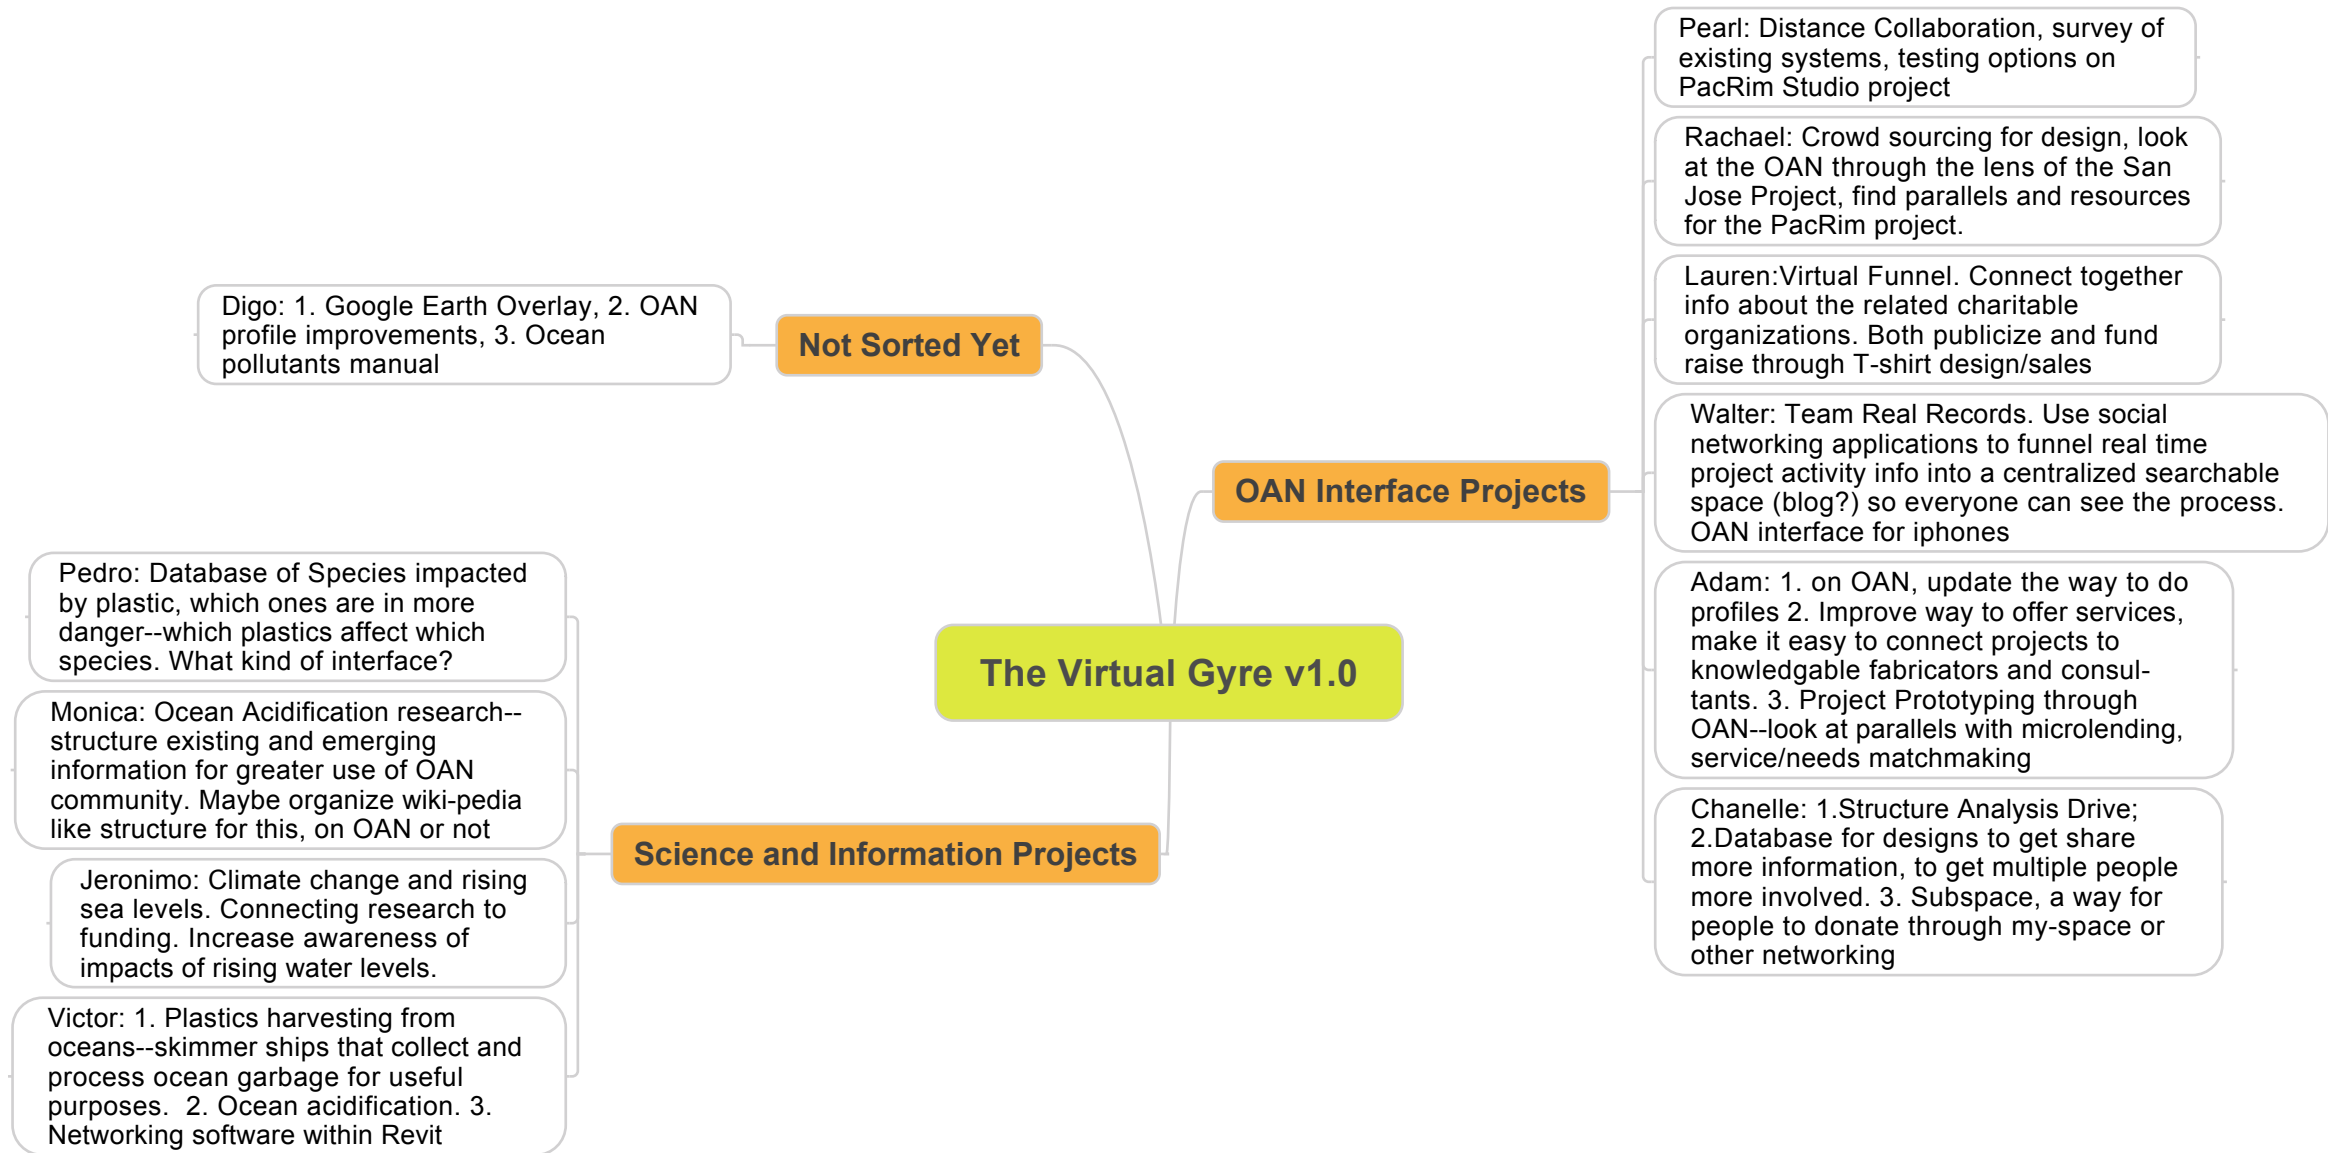 The Virtual Gyre v1.0
Not Sorted Yet
Digo: 1. Google Earth Overlay, 2. OAN
profile improvements, 3. Ocean
pollutants manual
OAN Interface Projects
Pearl: Distance Collaboration, survey of
existing systems, testing options on
PacRim Studio project
Rachael: Crowd sourcing for design, look
at the OAN through the lens of the San
Jose Project, find parallels and resources
for the PacRim project.
Lauren:Virtual Funnel. Connect together
info about the related charitable
organizations. Both publicize and fund
raise through T-shirt design/sales
Walter: Team Real Records. Use social
networking applications to funnel real time
project activity info into a centralized searchable
space (blog?) so everyone can see the process.
OAN interface for iphones
Adam: 1. on OAN, update the way to do
profiles 2. Improve way to offer services,
make it easy to connect projects to
knowledgable fabricators and consul-
tants. 3. Project Prototyping through
OAN--look at parallels with microlending,
service/needs matchmaking
Chanelle: 1.Structure Analysis Drive;
2.Database for designs to get share
more information, to get multiple people
more involved. 3. Subspace, a way for
people to donate through my-space or
other networking
Science and Information Projects
Pedro: Database of Species impacted
by plastic, which ones are in more
danger--which plastics affect which
species. What kind of interface?
Monica: Ocean Acidification research--
structure existing and emerging
information for greater use of OAN
community. Maybe organize wiki-pedia
like structure for this, on OAN or not
Jeronimo: Climate change and rising
sea levels. Connecting research to
funding. Increase awareness of
impacts of rising water levels.
Victor: 1. Plastics harvesting from
oceans--skimmer ships that collect and
process ocean garbage for useful
purposes.  2. Ocean acidification. 3.
Networking software within Revit